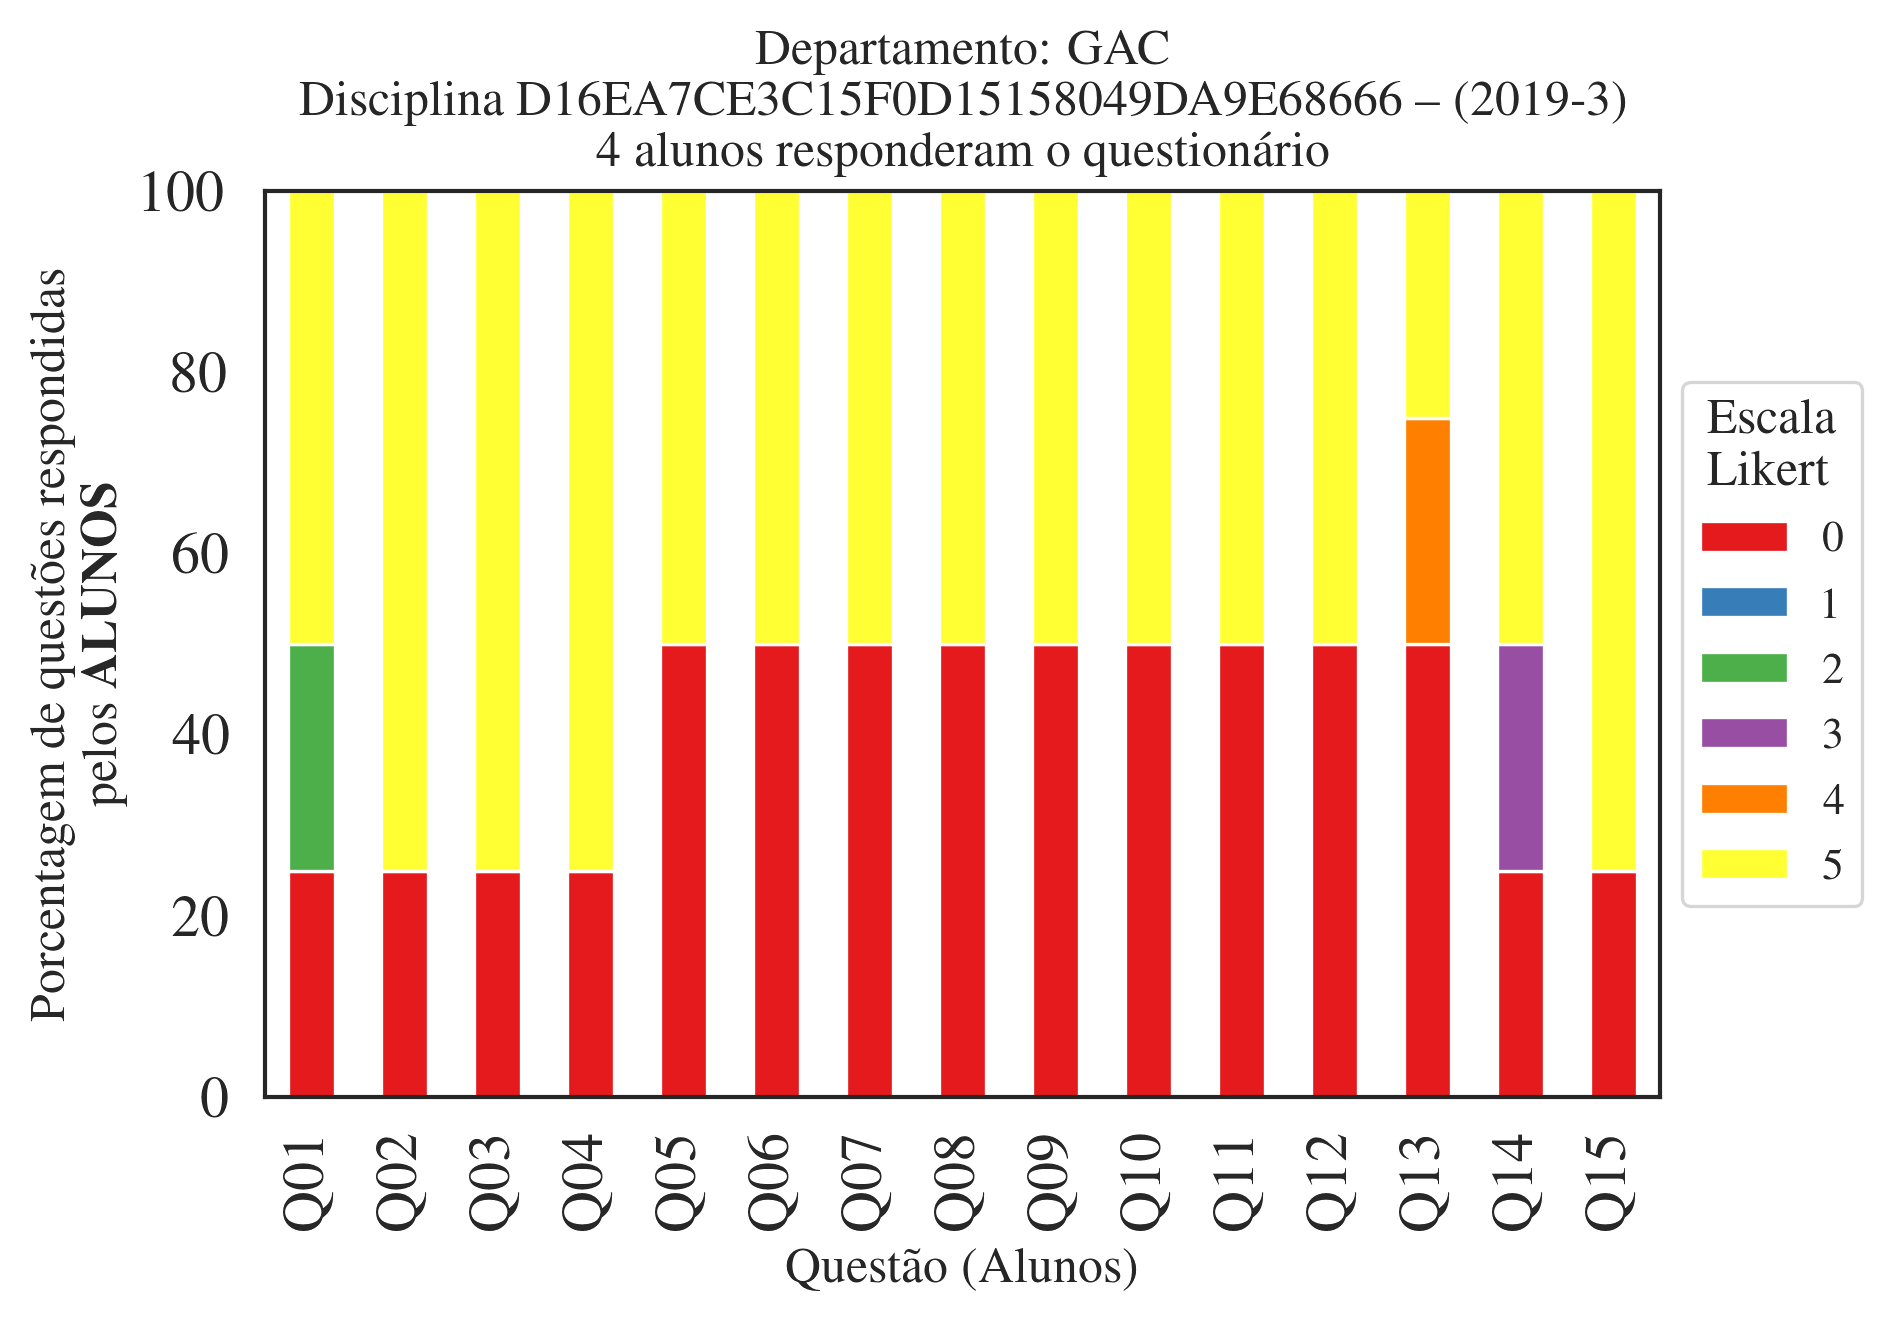 Departamento: GAC
Disciplina D16EA7CE3C15F0D15158049DA9E68666 – (2019-3)
4 alunos responderam o questionário
Porcentagem de questões respondidas
pelos ALUNOS
100
80
60
40
20
0
Q01
Q02
Q03
Q04
Q05
Q06
Q07
Q08
Q09
Q10
Q11
Q12
Q13
Q14
Q15
Questão (Alunos)
Escala
Likert
0
1
2
3
4
5